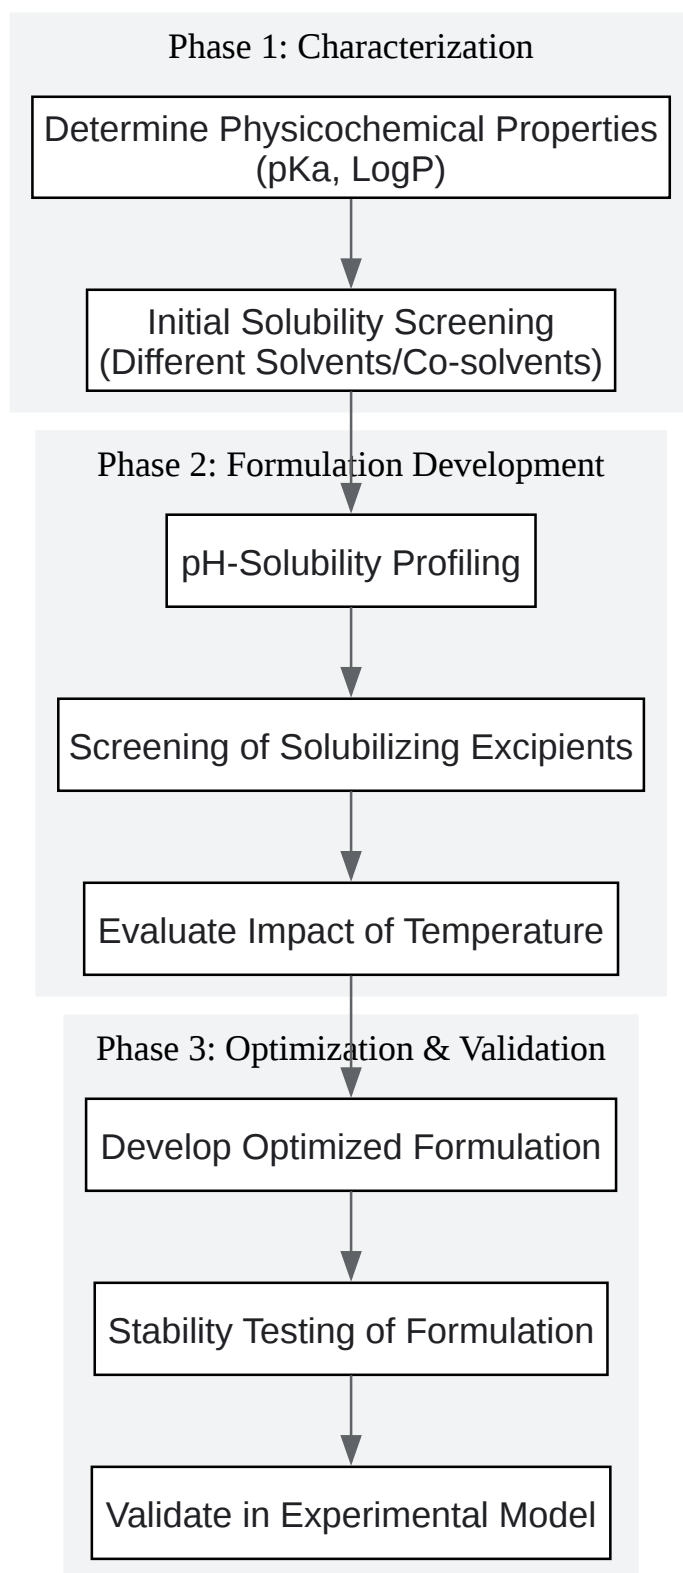 Phase 1: Characterization
Determine Physicochemical Properties
(pKa, LogP)
Initial Solubility Screening
(Different Solvents/Co-solvents)
Phase 2: Formulation Development
pH-Solubility Profiling
Screening of Solubilizing Excipients
Evaluate Impact of Temperature
Phase 3: Optimization & Validation
Develop Optimized Formulation
Stability Testing of Formulation
Validate in Experimental Model